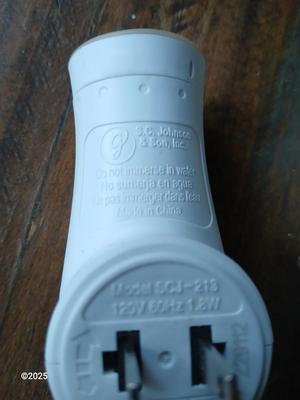 S.C. Johnson
& Son, Inc.
Do not immerse in water
No sumerja en agua
Ne pas immerger dans l'eau
Made in China
Model SCJ-213
120V 60Hz 1.8W
©2025